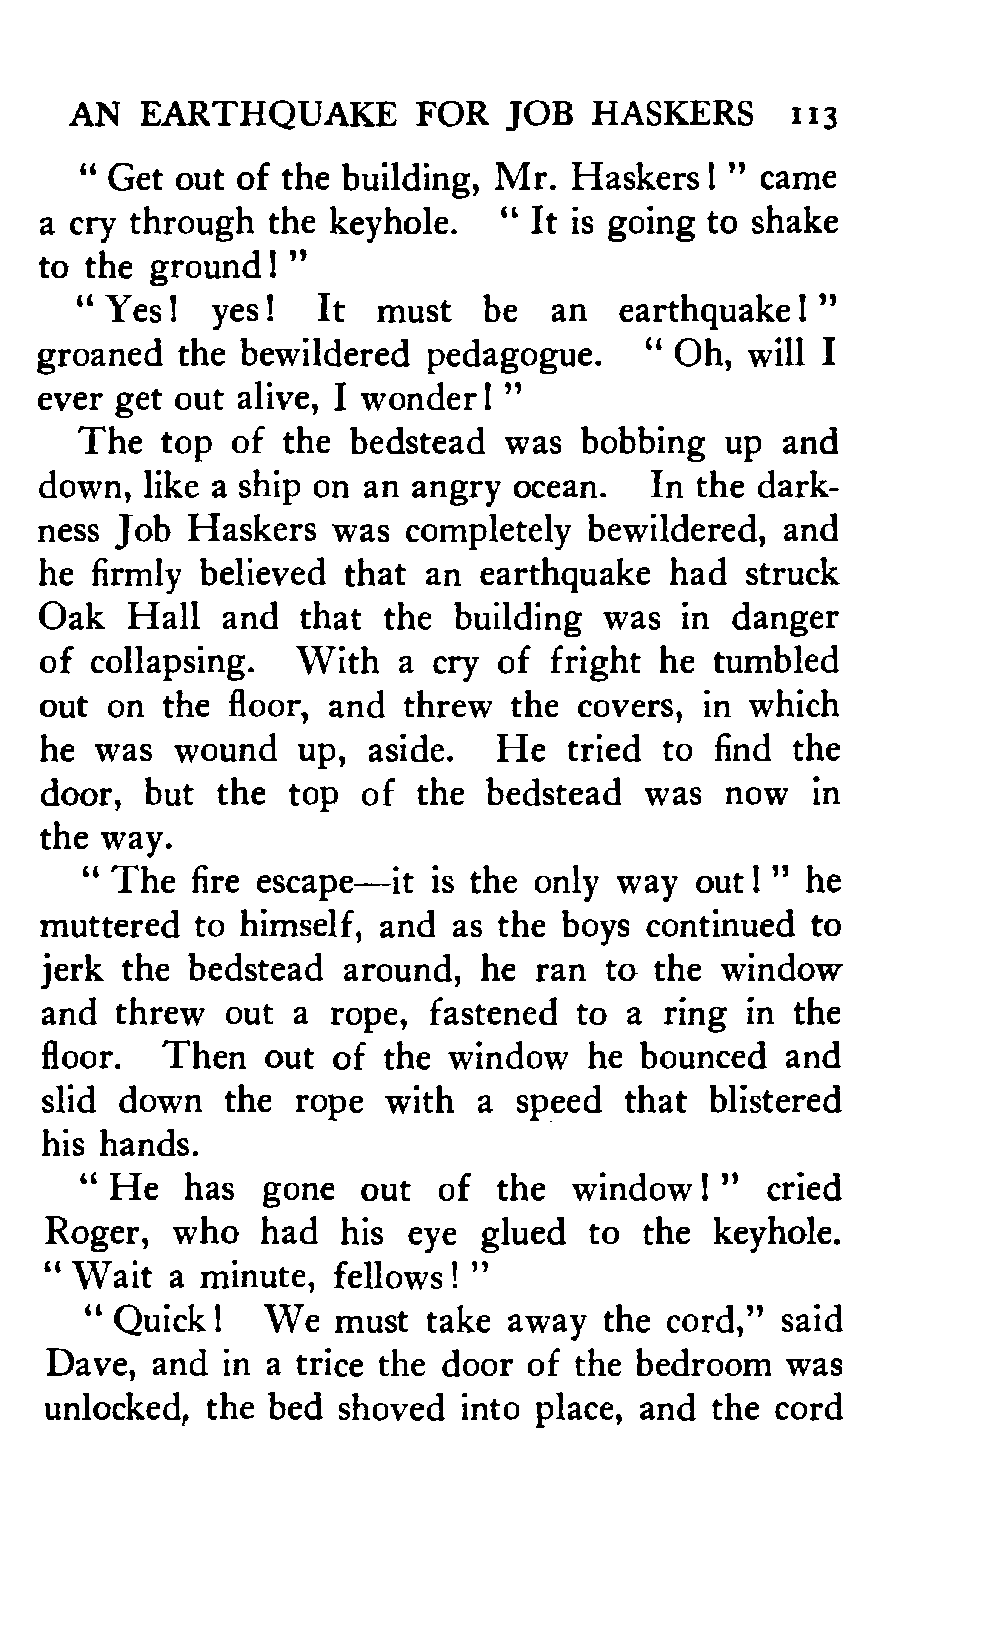 AN EARTHQUAKE FOR JOB HASKERS 113
" Get out of the building, Mr. Haskers! " came
a cry through the keyhole. " It is going to shake
to the ground! "
" Yes! yes! It must be an earthquake! "
groaned the bewildered pedagogue. " Oh, will I
ever get out alive, I wonder! "
The top of the bedstead was bobbing up and
down, like a ship on an angry ocean. In the dark-
ness Job Haskers was completely bewildered, and
he firmly believed that an earthquake had struck
Oak Hall and that the building was in danger
of collapsing. With a cry of fright he tumbled
out on the floor, and threw the covers, in which
he was wound up, aside. He tried to find the
door, but the top of the bedstead was now in
the way.
" The fire escape—it is the only way out! " he
muttered to himself, and as the boys continued to
jerk the bedstead around, he ran to the window
and threw out a rope, fastened to a ring in the
floor. Then out of the window he bounced and
slid down the rope with a speed that blistered
his hands.
" He has gone out of the window! " cried
Roger, who had his eye glued to the keyhole.
" Wait a minute, fellows! "
" Quick! We must take away the cord," said
Dave, and in a trice the door of the bedroom was
unlocked, the bed shoved into place, and the cord